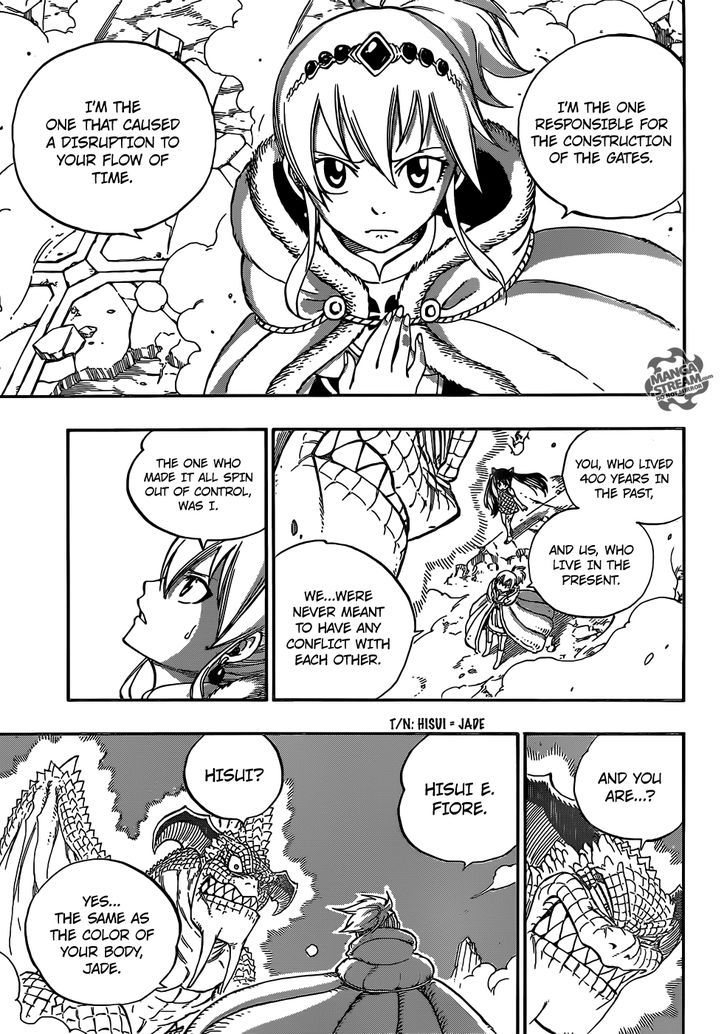 I'M THE ONE
RESPONSIBLE FOR
THE CONSTRUCTION
OF THE GATES.
I'M THE
ONE THAT CAUSED
A DISRUPTION TO
YOUR FLOW OF
TIME.
MANGA
STREAM.com
DO NOT MIRROR
YOU, WHO LIVED
400 YEARS IN
THE PAST,
AND US, WHO
LIVE IN THE
PRESENT.
WE...WERE
NEVER MEANT
TO HAVE ANY
CONFLICT WITH
EACH OTHER.
THE ONE WHO
MADE IT ALL SPIN
OUT OF CONTROL,
WAS I.
T/N: HISUI = JADE
AND YOU
ARE...?
HISUI E.
FIORE.
HISUI?
YES...
THE SAME AS
THE COLOR OF
YOUR BODY,
JADE.